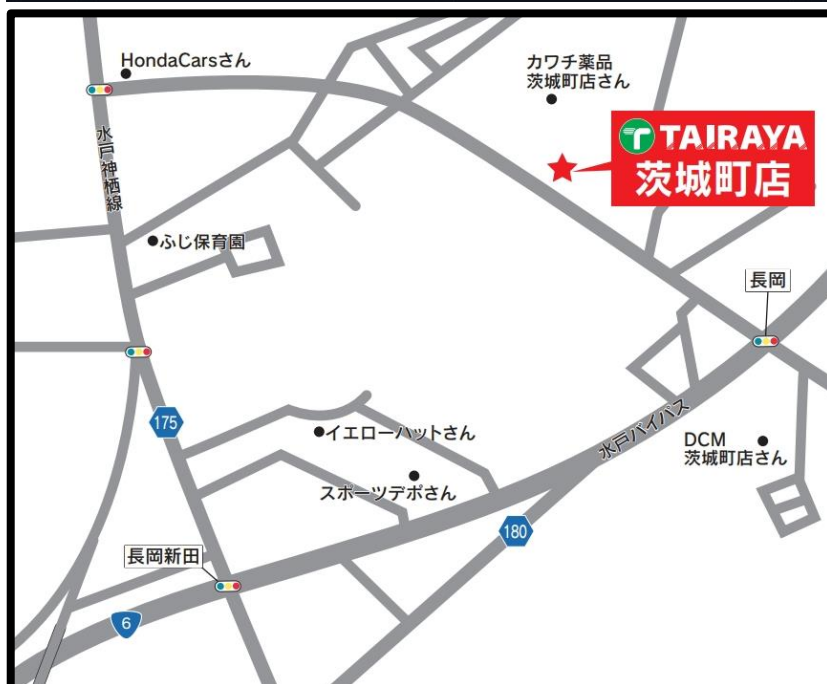 HondaCarsさん
カワチ薬品
茨城町店さん
TAIRAYA
茨城町店
水戸神栖線
ふじ保育園
長岡
175
イエローハットさん
水戸バイパス
DCM
茨城町店さん
スポーツデポさん
180
長岡新田
6